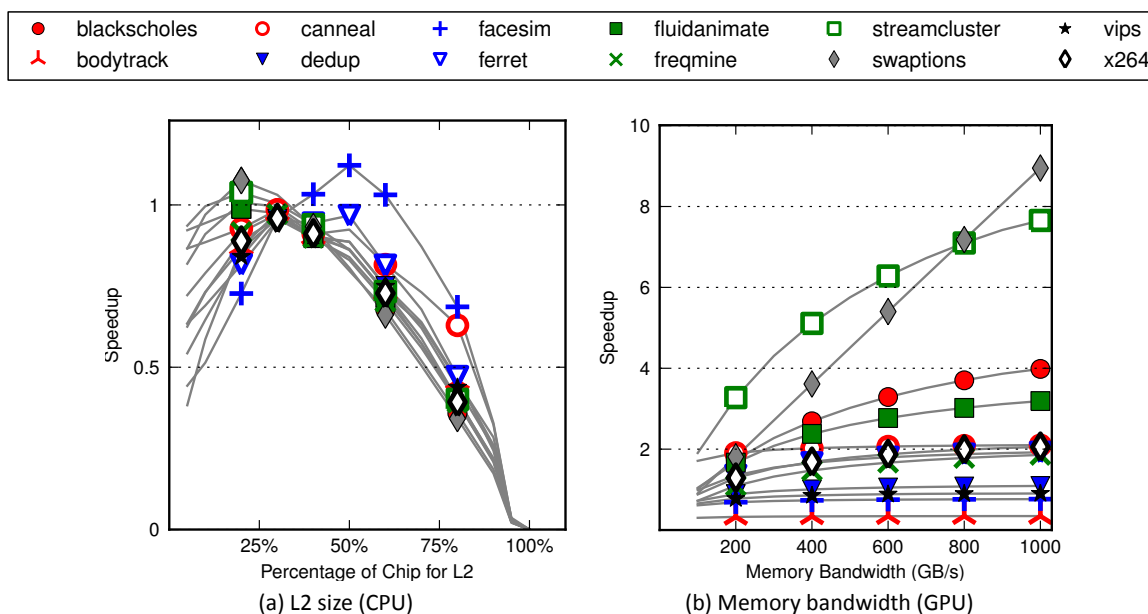 blackscholes canneal facesim fluidanimate streamcluster vips
bodytrack dedup ferret freqmine swaptions x264
1
0.5
0
Speedup
25% 50% 75% 100%
Percentage of Chip for L2
(a) L2 size (CPU)
10
8
6
4
2
Speedup
200 400 600 800 1000
Memory Bandwidth (GB/s)
(b) Memory bandwidth (GPU)